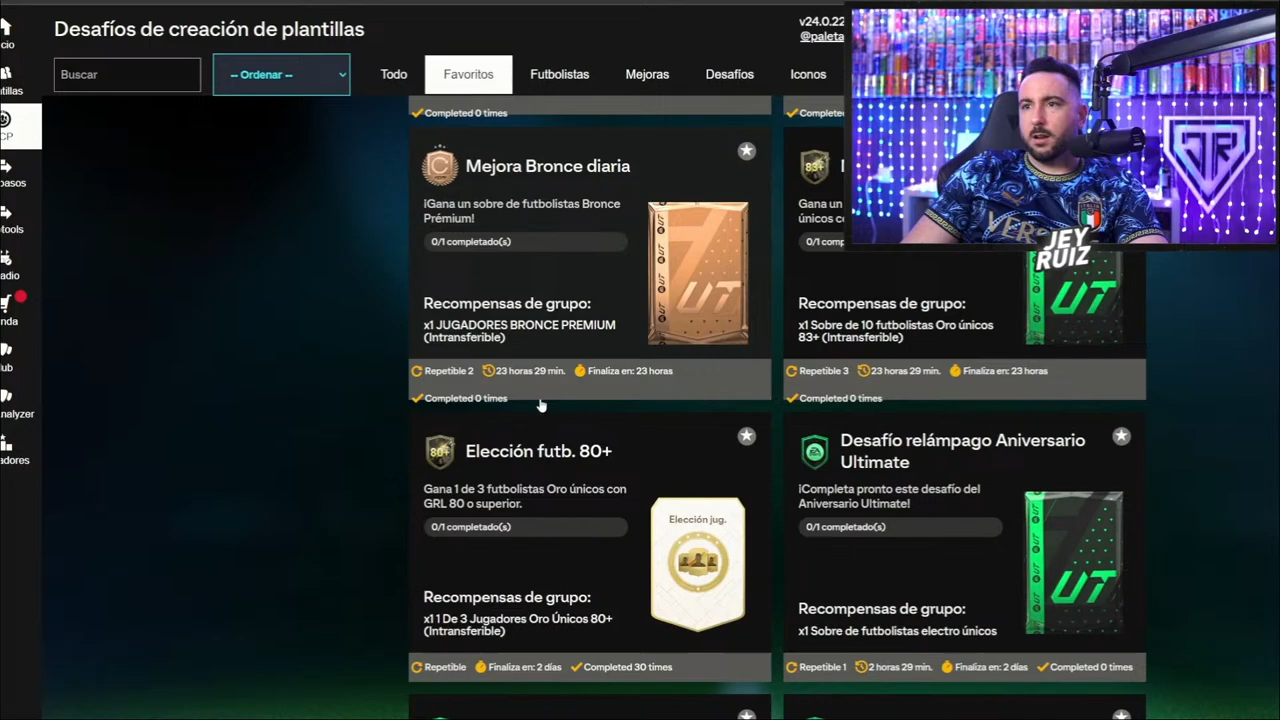 Desafíos de creación de plantillas
v24.0.22
@paleta
Buscar
-- Ordenar --
Todo
Favoritos
Futbolistas
Mejoras
Desafíos
Iconos
Completed 0 times
Mejora Bronce diaria
¡Gana un sobre de futbolistas Bronce
Prémium!
0/1 completado(s)
Recompensas de grupo:
x1 JUGADORES BRONCE PREMIUM
(Intransferible)
Repetible 2
23 horas 29 min.
Finaliza en: 23 horas
Completed 0 times
83+
Gana un
únicos c
0/1 com
Recompensas de grupo:
x1 Sobre de 10 futbolistas Oro únicos
83+ (Intransferible)
Repetible 3
23 horas 29 min.
Finaliza en: 23 horas
Completed 0 times
80+
Elección futb. 80+
Gana 1 de 3 futbolistas Oro únicos con
GRL 80 o superior.
0/1 completado(s)
Elección jug.
Recompensas de grupo:
x1 1 De 3 Jugadores Oro Únicos 80+
(Intransferible)
Repetible
Finaliza en: 2 días
Completed 30 times
Desafío relámpago Aniversario
Ultimate
¡Completa pronto este desafío del
Aniversario Ultimate!
0/1 completado(s)
UT
Recompensas de grupo:
x1 Sobre de futbolistas electro únicos
Repetible 1
2 horas 29 min.
Finaliza en: 2 días
Completed 0 times
cio
tillas
CP
pasos
otools
adio
nda
lub
nalyzer
adores
JEY
RUIZ